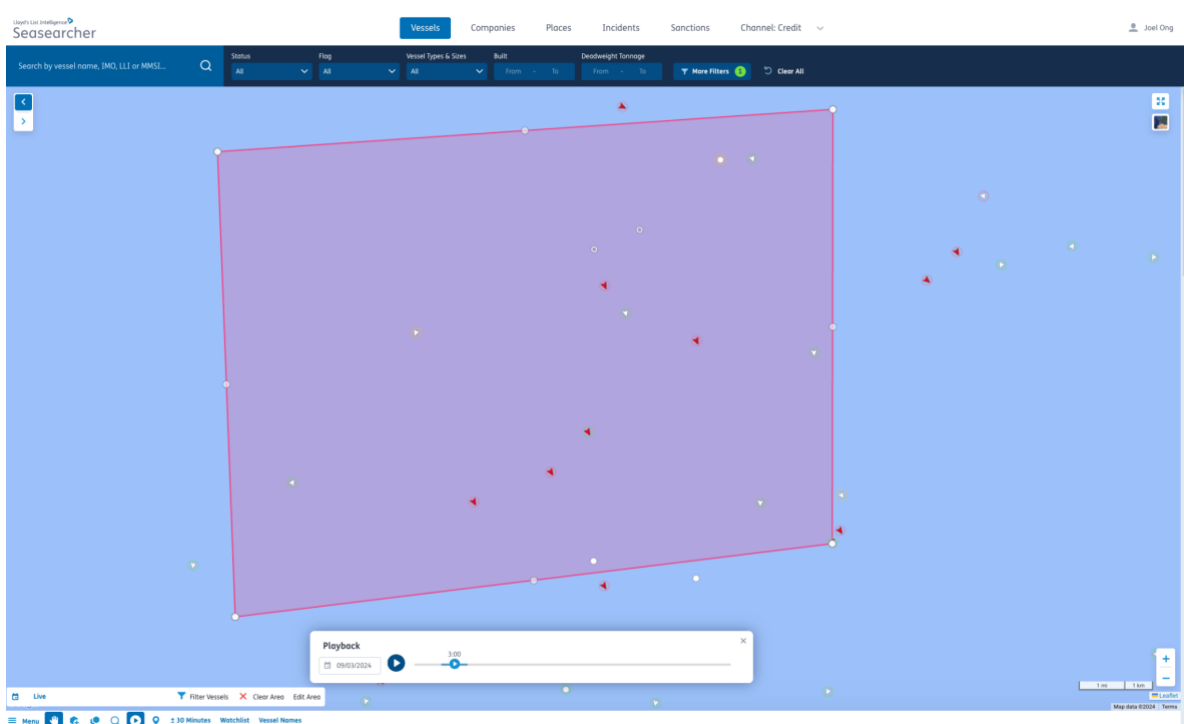 Lloyd's List Intelligence
Seasearcher
Vessels Companies Places Incidents Sanctions Channel: Credit
Joel Ong
Search by vessel name, IMO, LLI or MMSI...
Status Flag Vessel Types & Sizes Built Deadweight Tonnage
All All All From - To From - To More Filters 1 Clear All
Playback
3:00
09/03/2024
Live Filter Vessels Clear Area Edit Area
1 mi 1 km
Leaflet
Map data ©2024 Terms
Menu ± 30 Minutes Watchlist Vessel Names